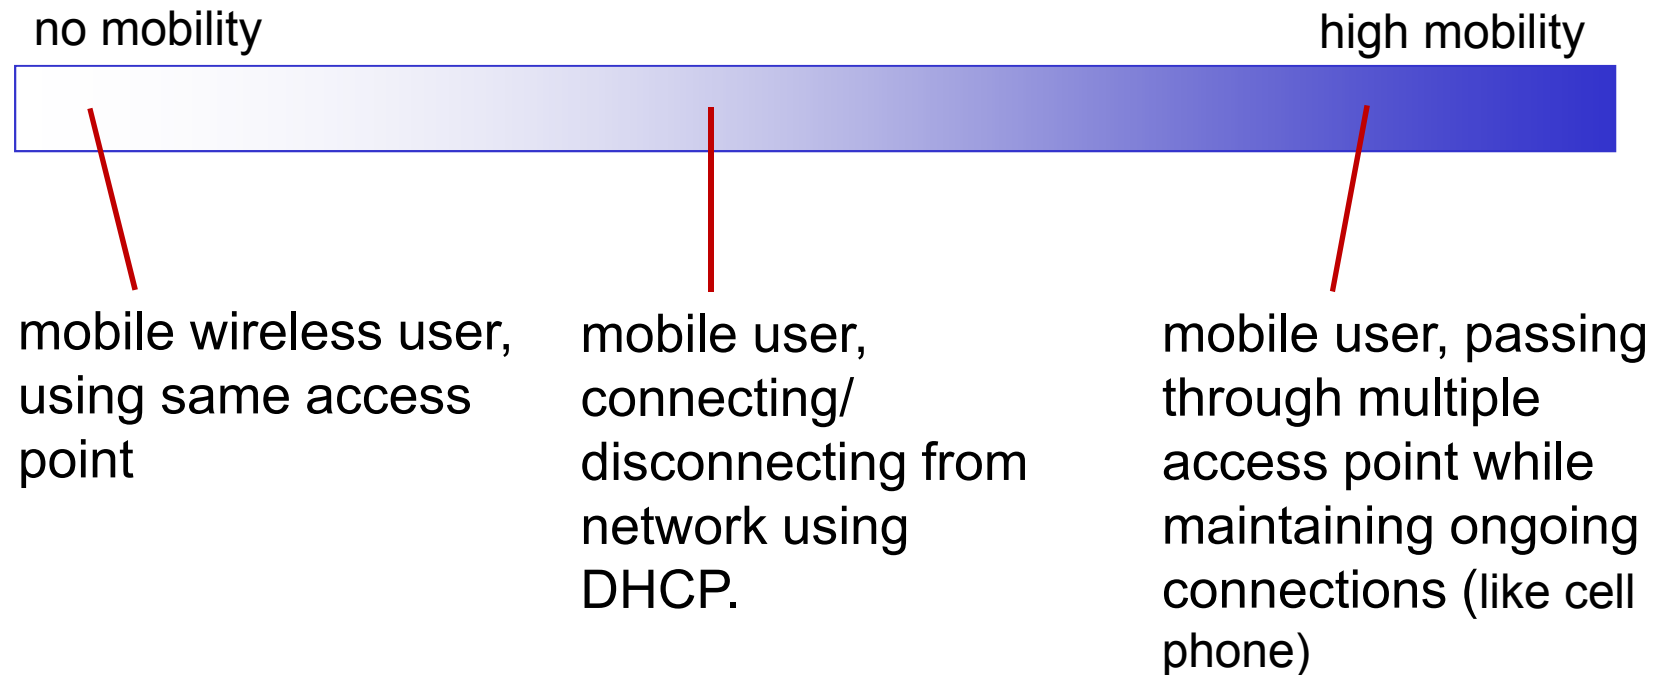 no mobility
high mobility
mobile wireless user,
using same access
point
mobile user,
connecting/
disconnecting from
network using
DHCP.
mobile user, passing
through multiple
access point while
maintaining ongoing
connections (like cell
phone)